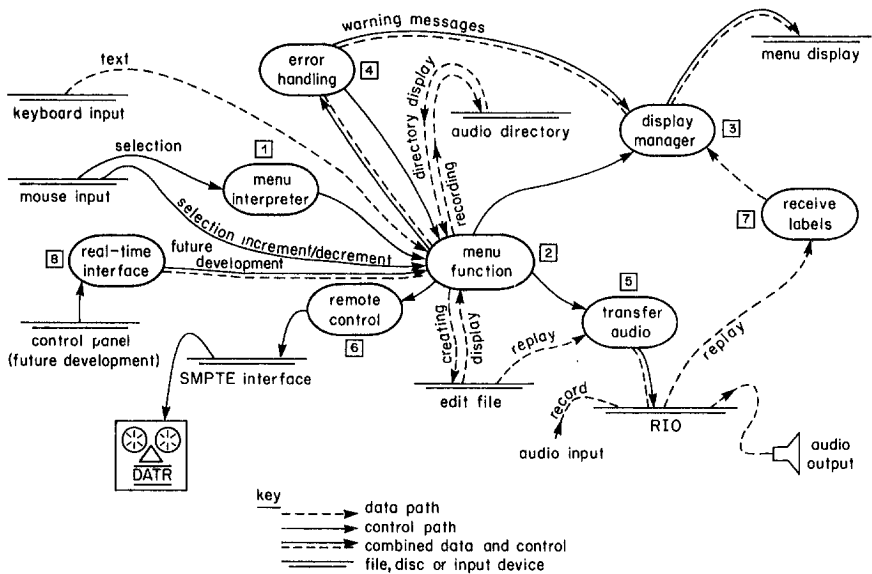 warning messages
error
handling
4
menu display
text
keyboard input
directory display
recording
audio directory
display
manager
3
selection
1
menu
interpreter
mouse input
selection increment/decrement
receive
labels
7
8
real-time
interface
future
development
menu
function
2
remote
control
6
5
transfer
audio
control panel
(future development)
SMPTE interface
creating
display
replay
replay
edit file
record
audio input
RIO
audio
output
DATR
key
data path
control path
combined data and control
file, disc or input device